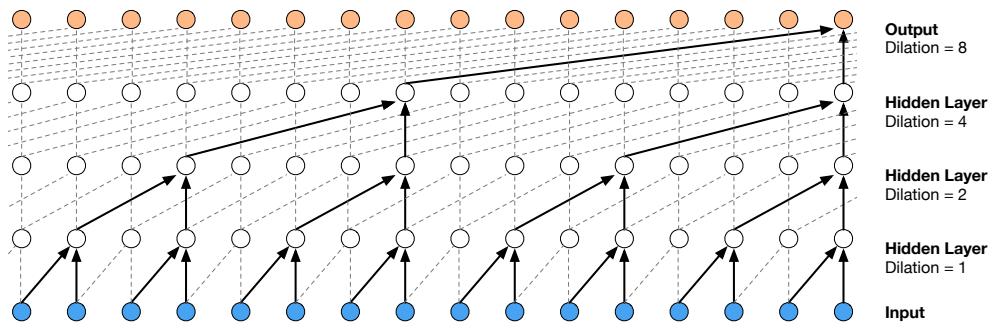 Output
Dilation = 8
Hidden Layer
Dilation = 4
Hidden Layer
Dilation = 2
Hidden Layer
Dilation = 1
Input